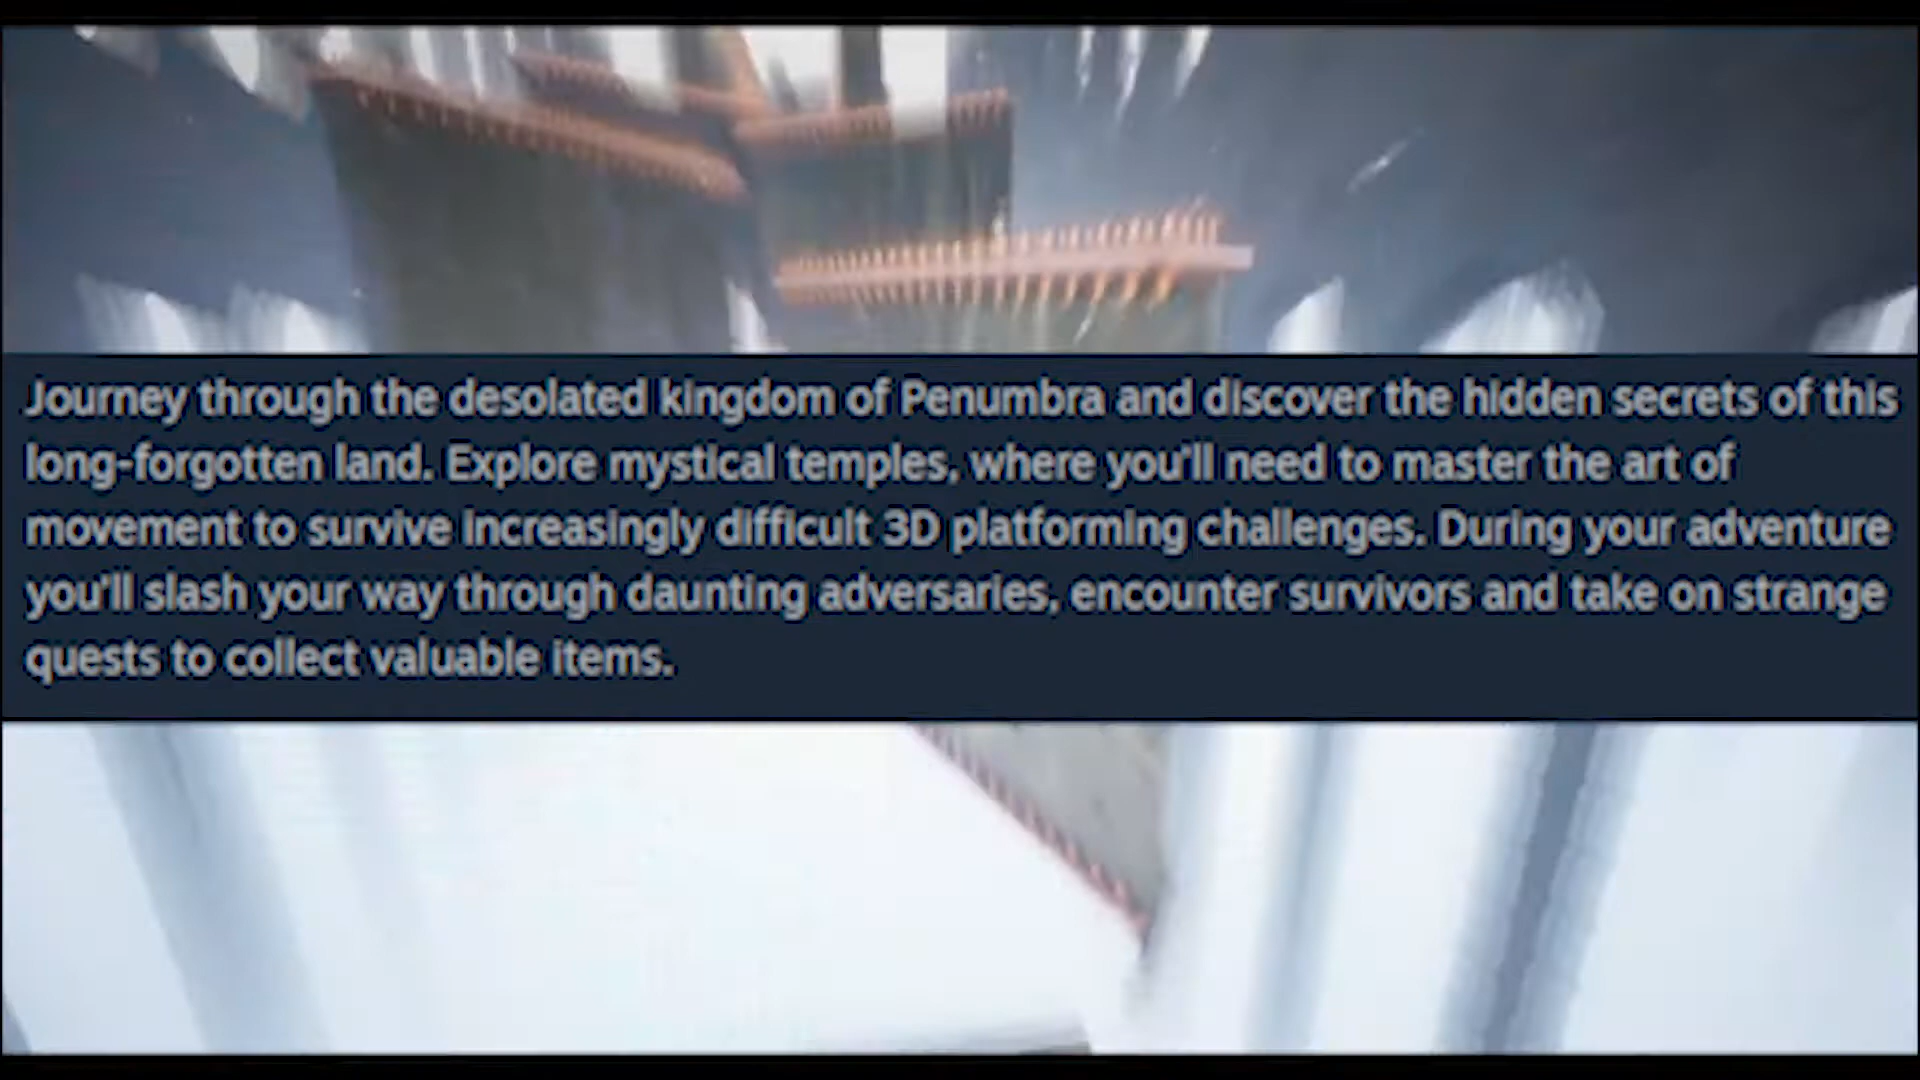 Journey through the desolated kingdom of Penumbra and discover the hidden secrets of this
long-forgotten land. Explore mystical temples, where you'll need to master the art of
movement to survive increasingly difficult 3D platforming challenges. During your adventure
you'll slash your way through daunting adversaries, encounter survivors and take on strange
quests to collect valuable items.